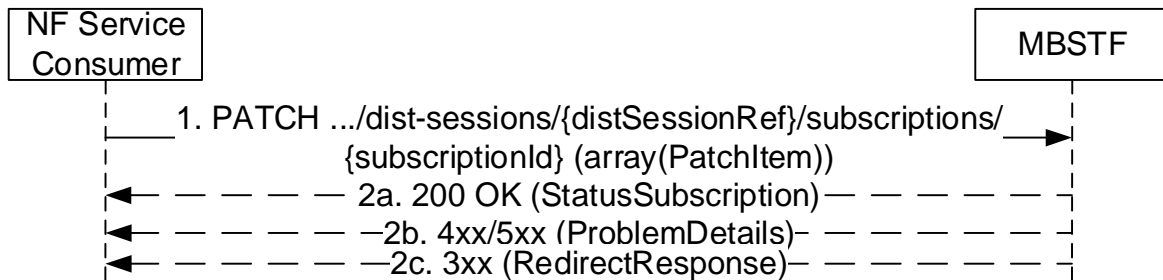 NF Service
Consumer
MBSTF
1. PATCH .../dist-sessions/{distSessionRef}/subscriptions/
{subscriptionId} (array(PatchItem))
2a. 200 OK (StatusSubscription)
2b. 4xx/5xx (ProblemDetails)
2c. 3xx (RedirectResponse)